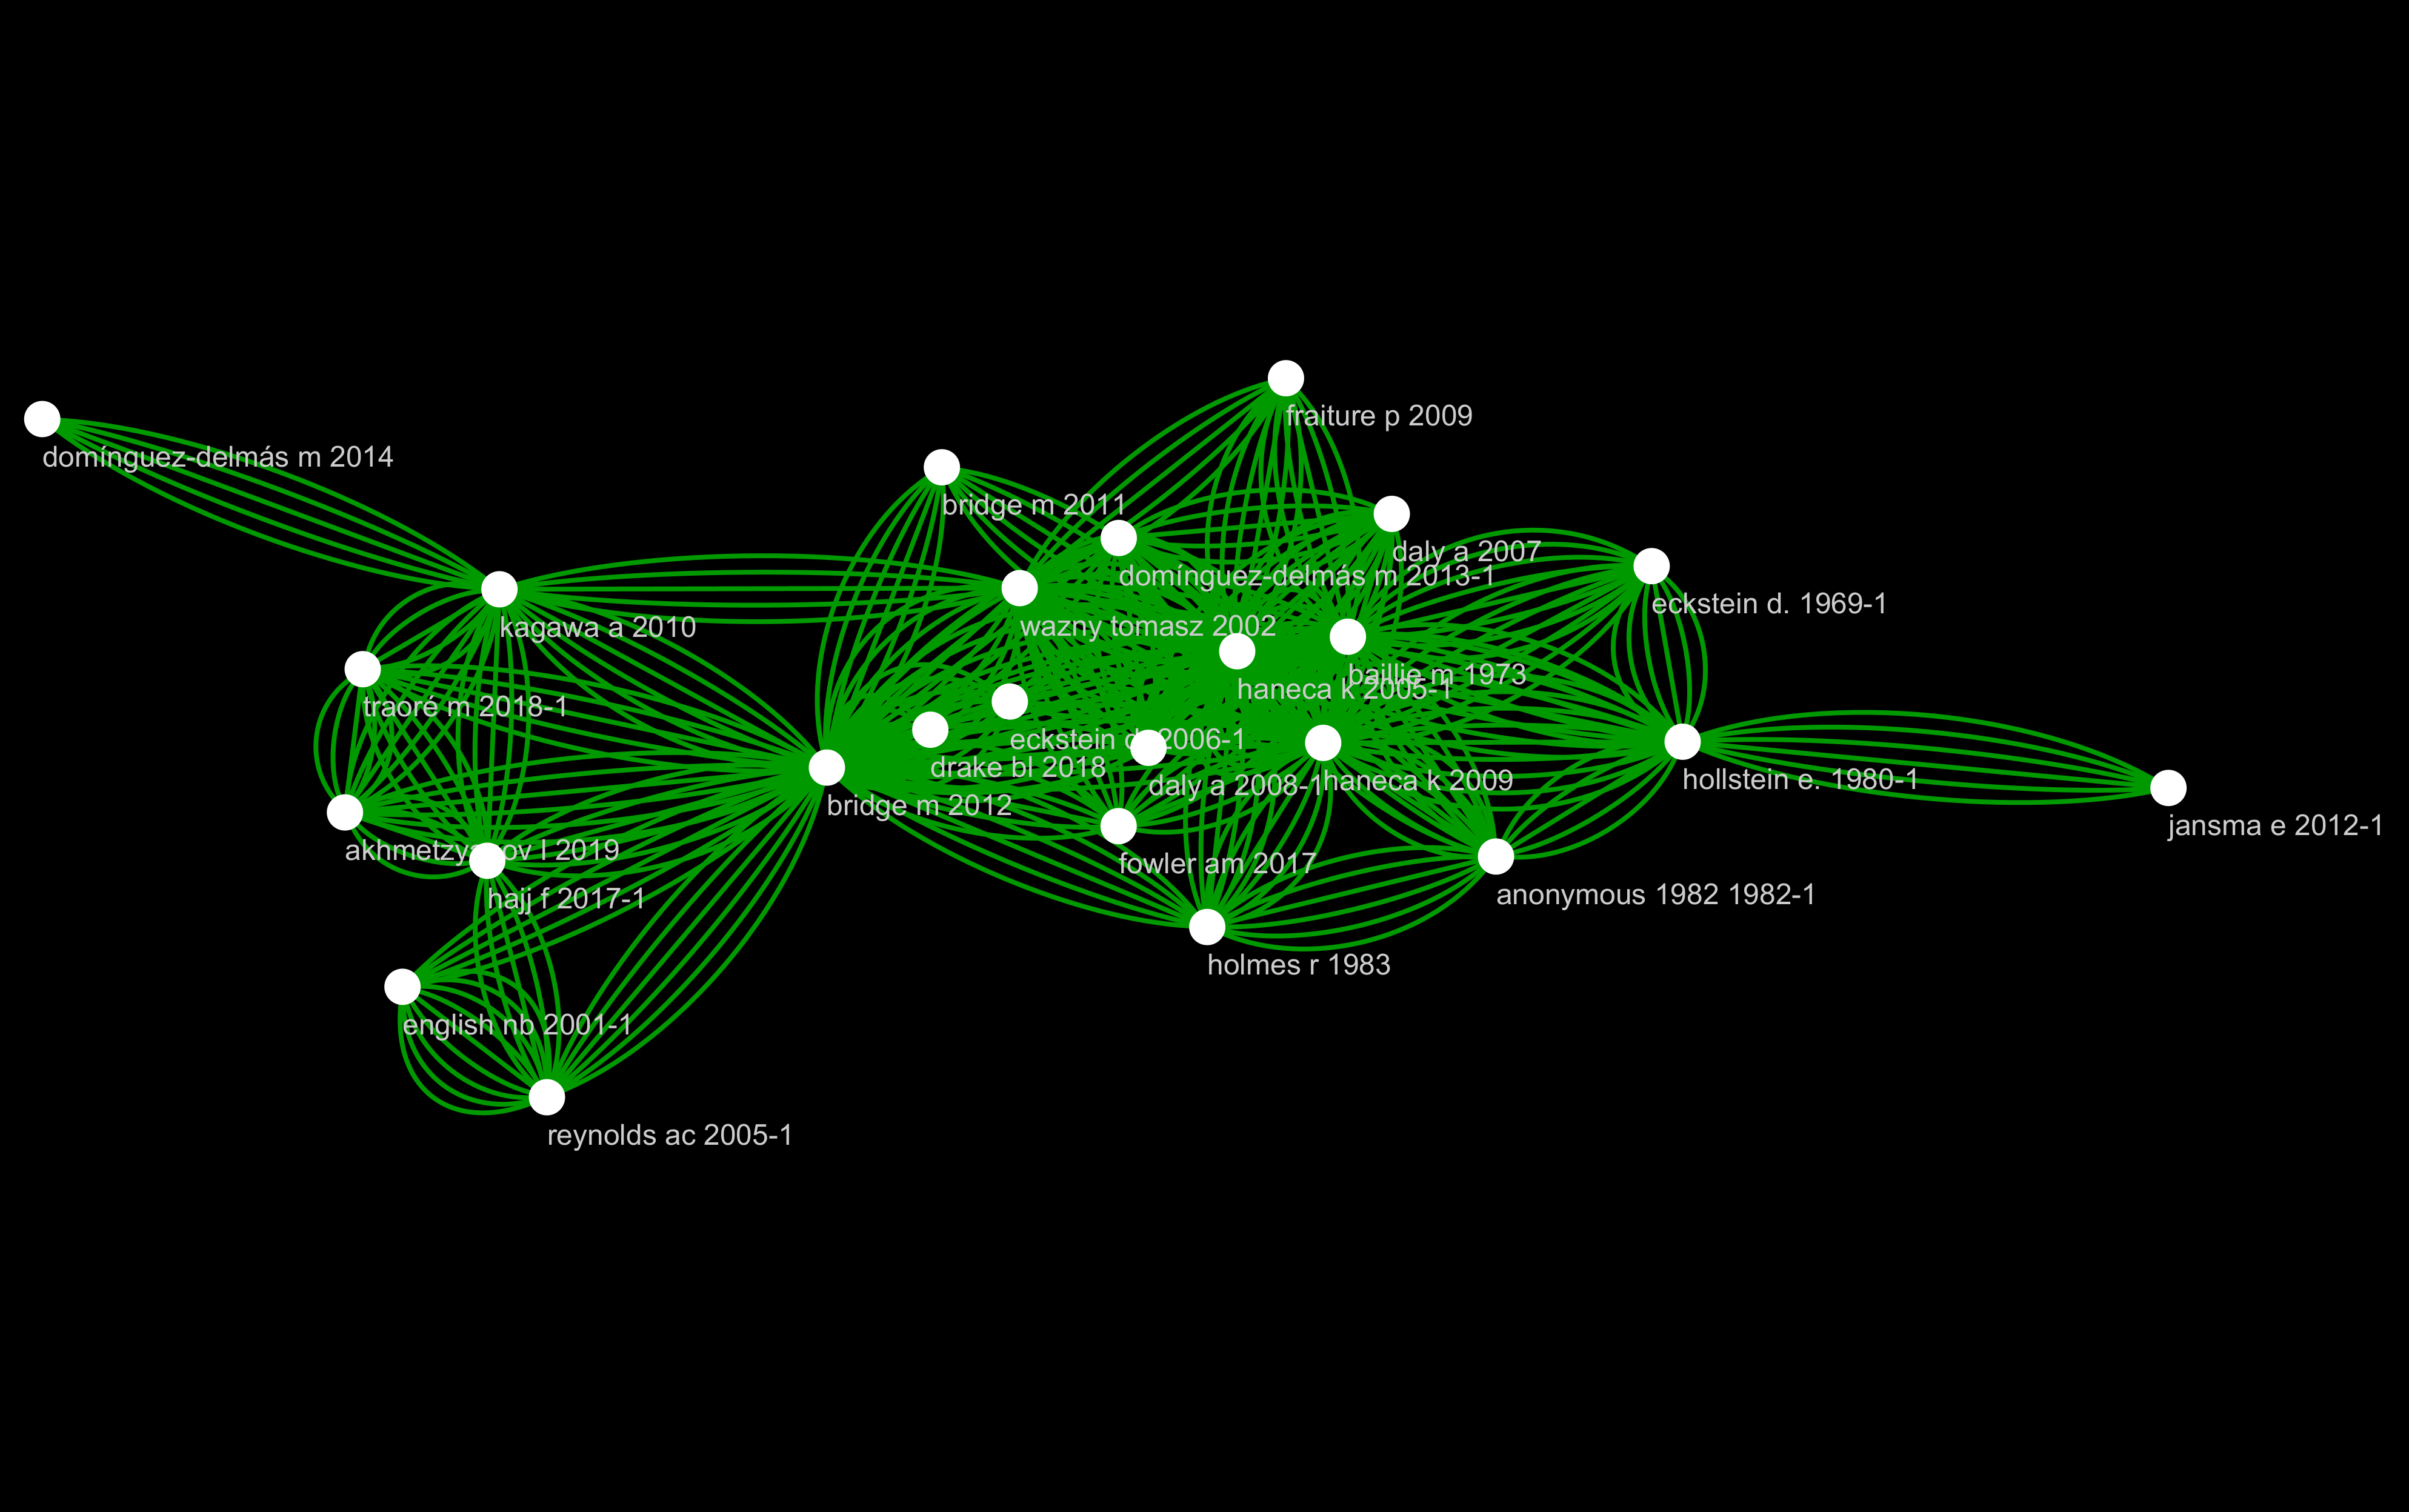 fraiture p 2009
domínguez-delmás m 2014
bridge m 2011
daly a 2007
domínguez-delmás m 2013-1
eckstein d. 1969-1
kagawa a 2010
wazny tomasz 2002
baillie m 1973
haneca k 2005-1
traoré m 2018-1
eckstein d. 2006-1
drake bl 2018
hollstein e. 1980-1
haneca k 2009
daly a 2008-1
bridge m 2012
jansma e 2012-1
akhmetzyanov l 2019
fowler am 2017
anonymous 1982 1982-1
hajj f 2017-1
holmes r 1983
english nb 2001-1
reynolds ac 2005-1